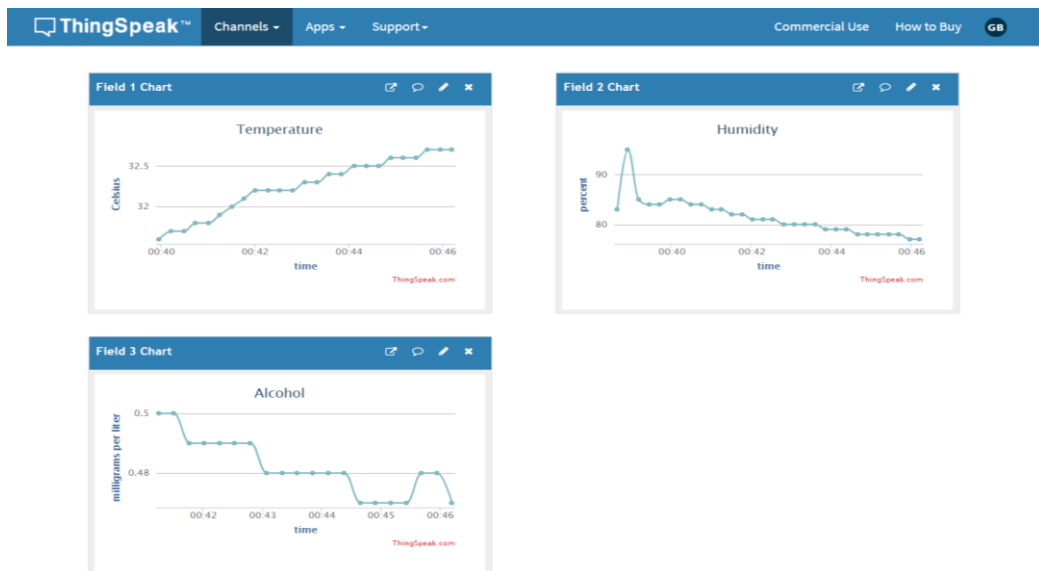 ThingSpeak™ Channels Apps Support Commercial Use How to Buy GB
Field 1 Chart
Temperature
Celsius
32.5
32
00:40 00:42 00:44 00:46
time
ThingSpeak.com
Field 2 Chart
Humidity
percent
90
80
00:40 00:42 00:44 00:46
time
ThingSpeak.com
Field 3 Chart
Alcohol
milligrams per liter
0.5
0.48
00:42 00:43 00:44 00:45 00:46
time
ThingSpeak.com